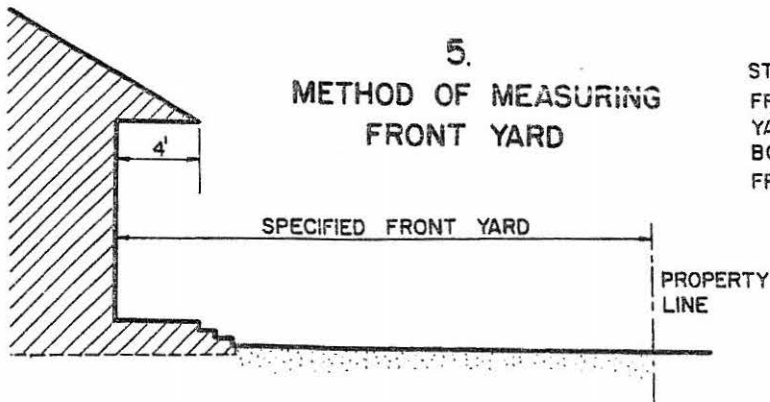 5.
METHOD OF MEASURING
FRONT YARD
4'
SPECIFIED FRONT YARD
PROPERTY
LINE
ST
FR
YA
BO
FR